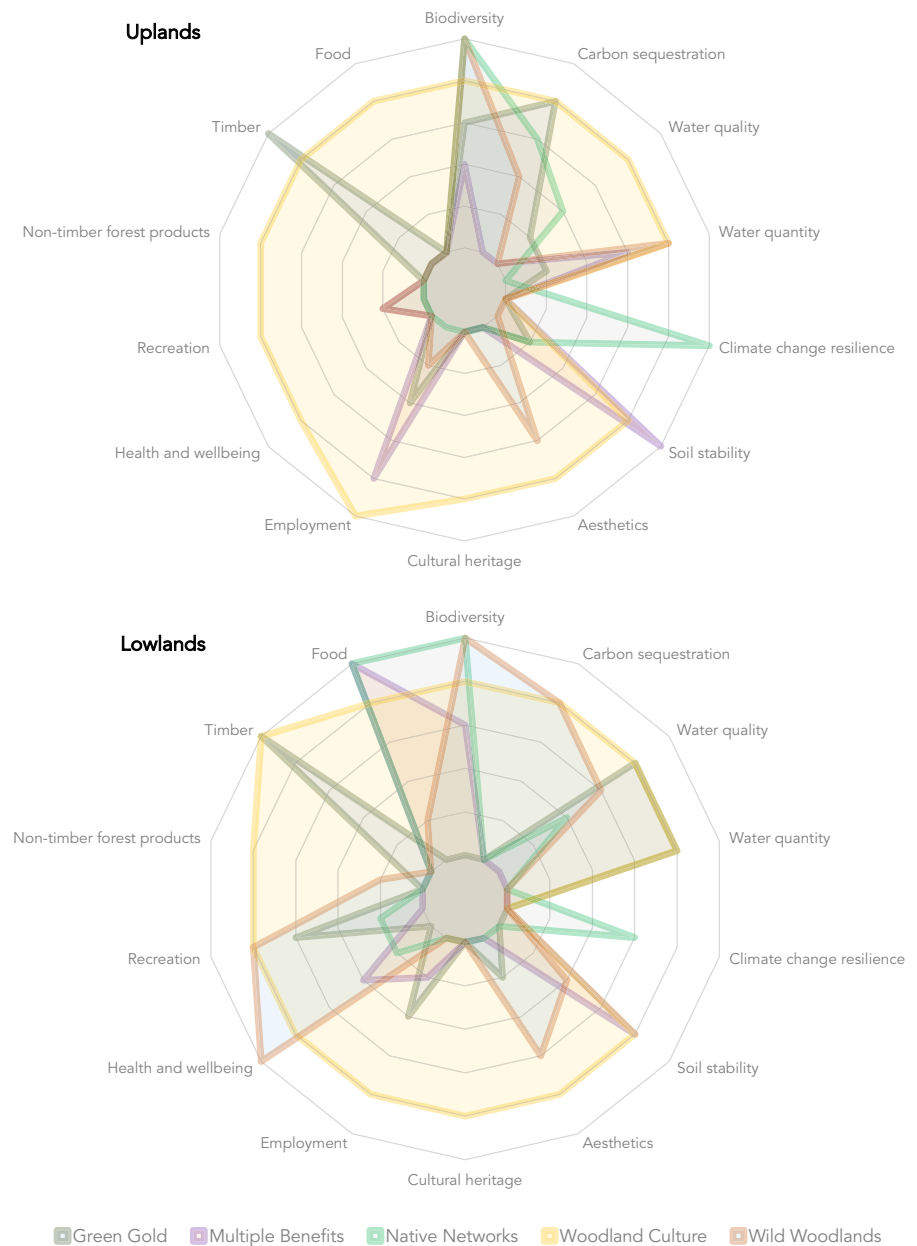 Uplands
Biodiversity
Food
Carbon sequestration
Timber
Water quality
Non-timber forest products
Water quantity
Recreation
Climate change resilience
Health and wellbeing
Soil stability
Employment
Aesthetics
Cultural heritage
Lowlands
Biodiversity
Food
Carbon sequestration
Timber
Water quality
Non-timber forest products
Water quantity
Recreation
Climate change resilience
Health and wellbeing
Soil stability
Employment
Aesthetics
Cultural heritage
Green Gold Multiple Benefits Native Networks Woodland Culture Wild Woodlands